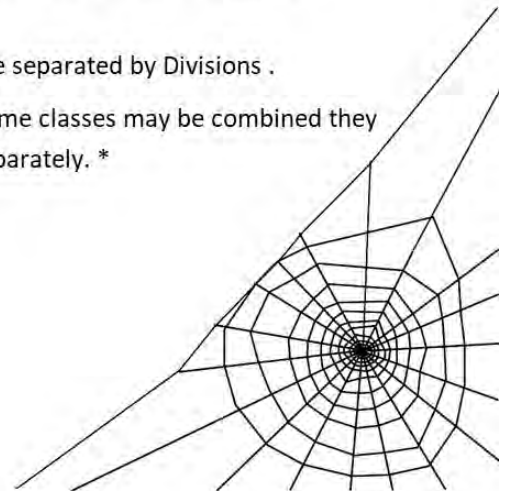 e separated by Divisions .
me classes may be combined they
parately. *